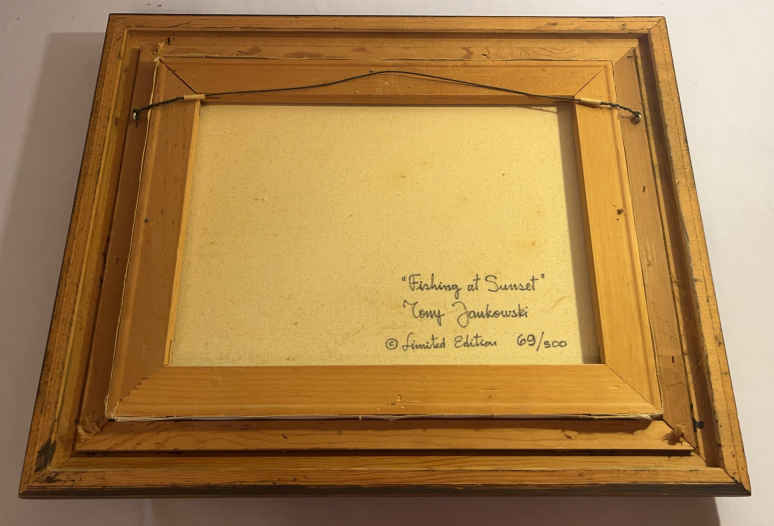 "Fishing at Sunset"
Tony Jankowski
© Limited Edition 69/500